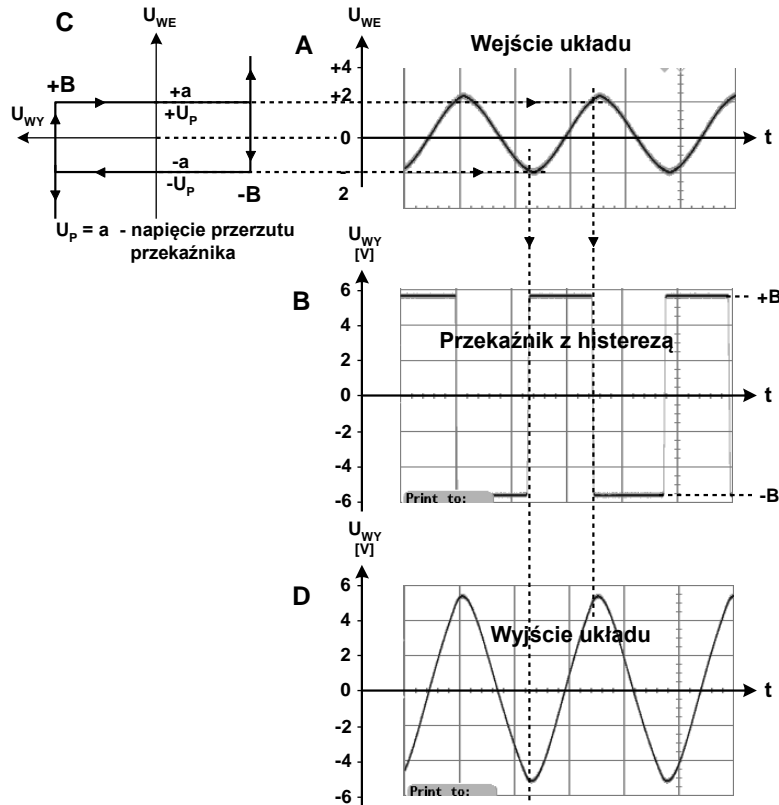 C
U_WE
+B
+a
+U_P
U_WY
-a
-U_P
-B
U_P = a - napięcie przerzutu
przekaźnika
A
U_WE
Wejście układu
+4
+2
0
-
2
t
U_WY
[V]
B
6
4
2
0
-2
-4
-6
Przekaźnik z histerezą
+B
t
-B
Print to:
U_WY
[V]
D
6
4
2
0
-2
-4
-6
Wyjście układu
t
Print to: